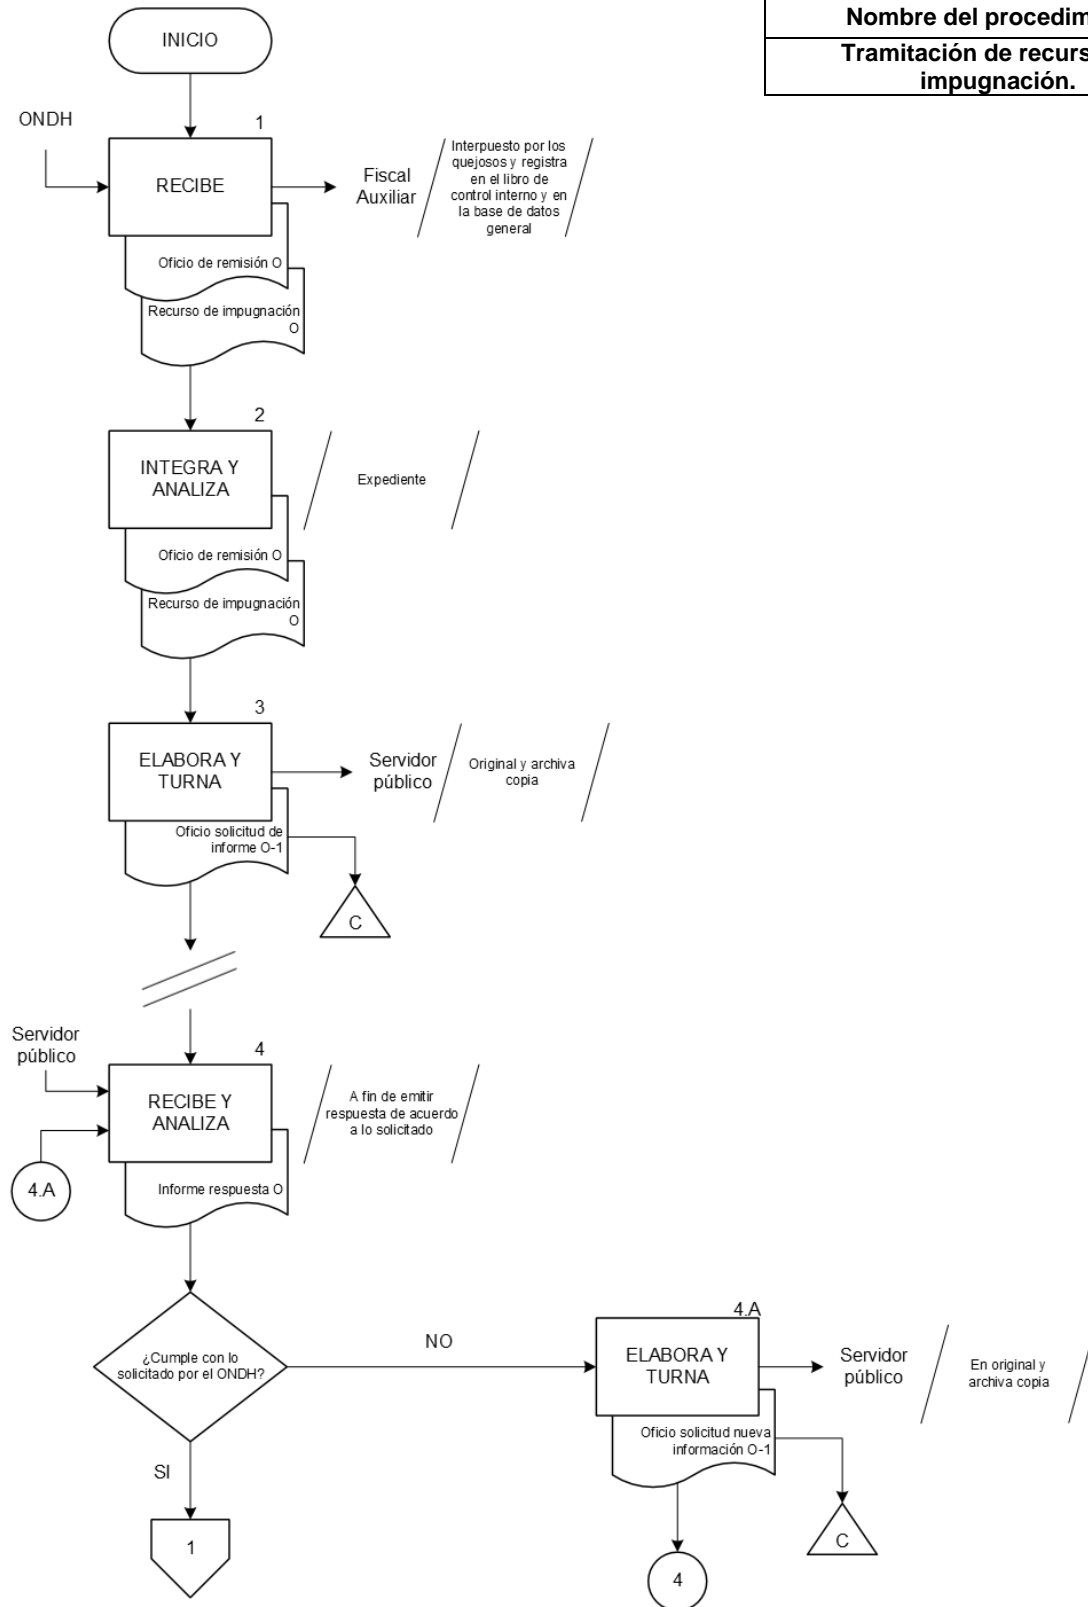 Nombre del procedim
Tramitación de recurs
impugnación.
INICIO
ONDH
1
RECIBE
Fiscal
Auxiliar
Interpuesto por los
quejosos y registra
en el libro de
control interno y en
la base de datos
general
Oficio de remisión O
Recurso de impugnación
O
2
INTEGRA Y
ANALIZA
Expediente
Oficio de remisión O
Recurso de impugnación
O
3
ELABORA Y
TURNA
Servidor
público
Original y archiva
copia
Oficio solicitud de
informe O-1
C
Servidor
público
4
RECIBE Y
ANALIZA
A fin de emitir
respuesta de acuerdo
a lo solicitado
4.A
Informe respuesta O
¿Cumple con lo
solicitado por el ONDH?
NO
4.A
ELABORA Y
TURNA
Servidor
público
En original y
archiva copia
Oficio solicitud nueva
información O-1
C
4
SI
1